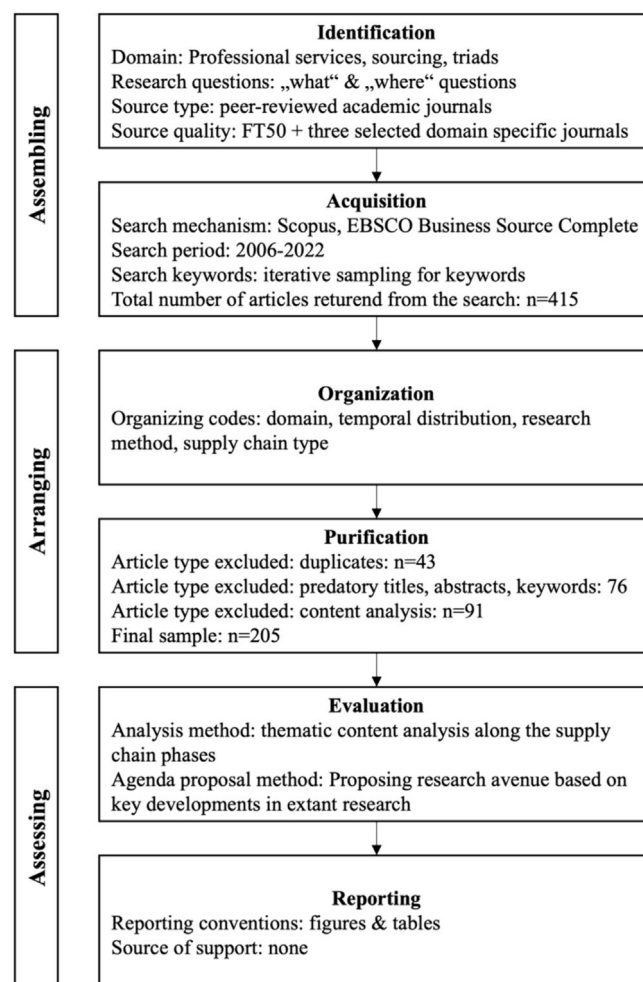 Assembling
Identification
Domain: Professional services, sourcing, triads
Research questions: „what“ & „where“ questions
Source type: peer-reviewed academic journals
Source quality: FT50 + three selected domain specific journals
Acquisition
Search mechanism: Scopus, EBSCO Business Source Complete
Search period: 2006-2022
Search keywords: iterative sampling for keywords
Total number of articles returend from the search: n=415
Arranging
Organization
Organizing codes: domain, temporal distribution, research
method, supply chain type
Purification
Article type excluded: duplicates: n=43
Article type excluded: predatory titles, abstracts, keywords: 76
Article type excluded: content analysis: n=91
Final sample: n=205
Assessing
Evaluation
Analysis method: thematic content analysis along the supply
chain phases
Agenda proposal method: Proposing research avenue based on
key developments in extant research
Reporting
Reporting conventions: figures & tables
Source of support: none